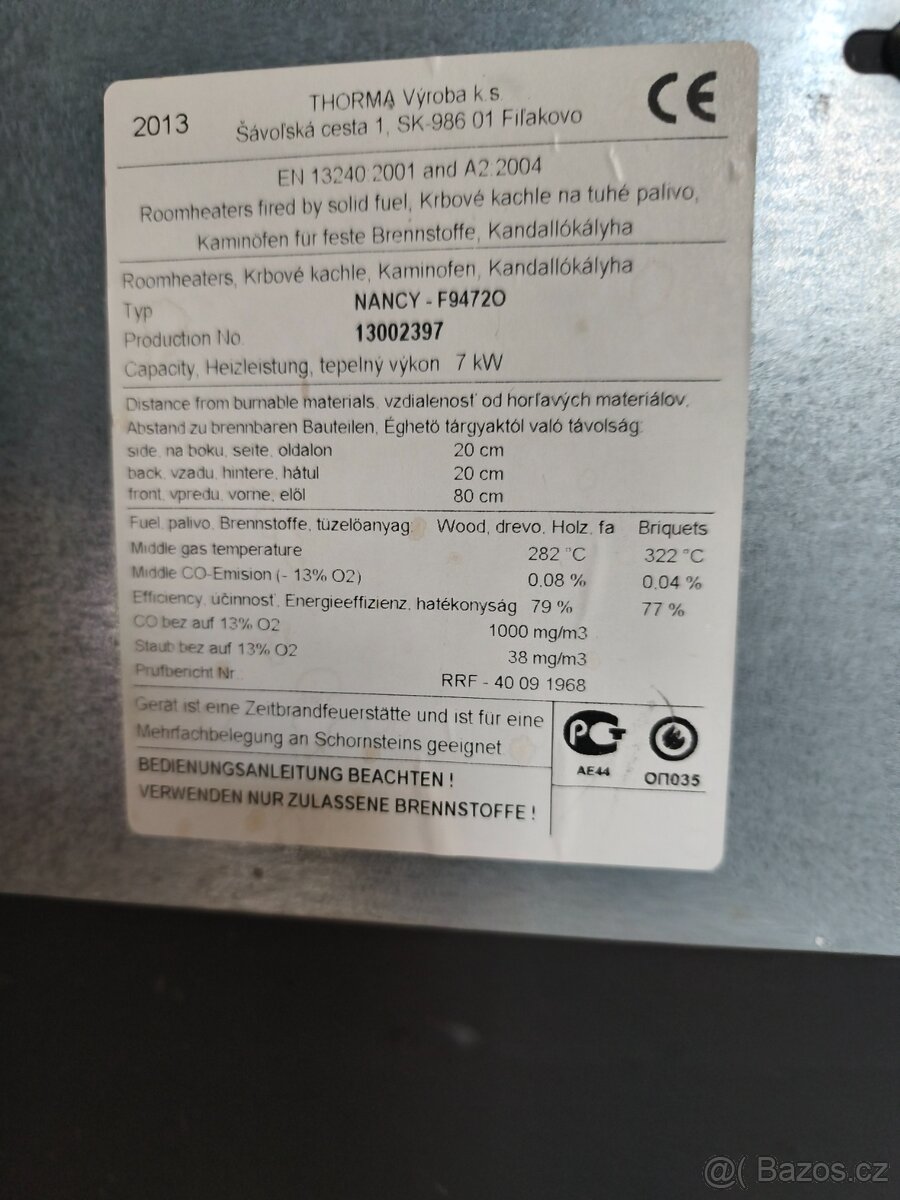 2013
THORMA Výroba k.s.
Šávoľská cesta 1, SK-986 01 Fiľakovo
CE
EN 13240:2001 and A2:2004
Roomheaters fired by solid fuel, Krbové kachle na tuhé palivo,
Kaminöfen für feste Brennstoffe, Kandallókályha
Roomheaters, Krbové kachle, Kaminofen, Kandallókályha
Typ NANCY - F9472O
Production No. 13002397
Capacity, Heizleistung, tepelný výkon 7 kW
Distance from burnable materials, vzdialenosť od horľavých materiálov,
Abstand zu brennbaren Bauteilen, Éghető tárgyaktól való távolság:
side, na boku, seite, oldalon 20 cm
back, vzadu, hintere, hátul 20 cm
front, vpredu, vorne, elöl 80 cm
Fuel, palivo, Brennstoffe, tüzelőanyag: Wood, drevo, Holz, fa Briquets
Middle gas temperature 282 °C 322 °C
Middle CO-Emision (- 13% O2) 0.08 % 0.04 %
Efficiency, účinnosť, Energieeffizienz, hatékonyság 79 % 77 %
CO bez auf 13% O2 1000 mg/m3
Staub bez auf 13% O2 38 mg/m3
Prufbericht Nr. RRF - 40 09 1968
Gerät ist eine Zeitbrandfeuerstätte und ist für eine
Mehrfachbelegung an Schornsteins geeignet
BEDIENUNGSANLEITUNG BEACHTEN !
VERWENDEN NUR ZULASSENE BRENNSTOFFE !
РСТ
AE44
ОП035
@( Bazos.cz